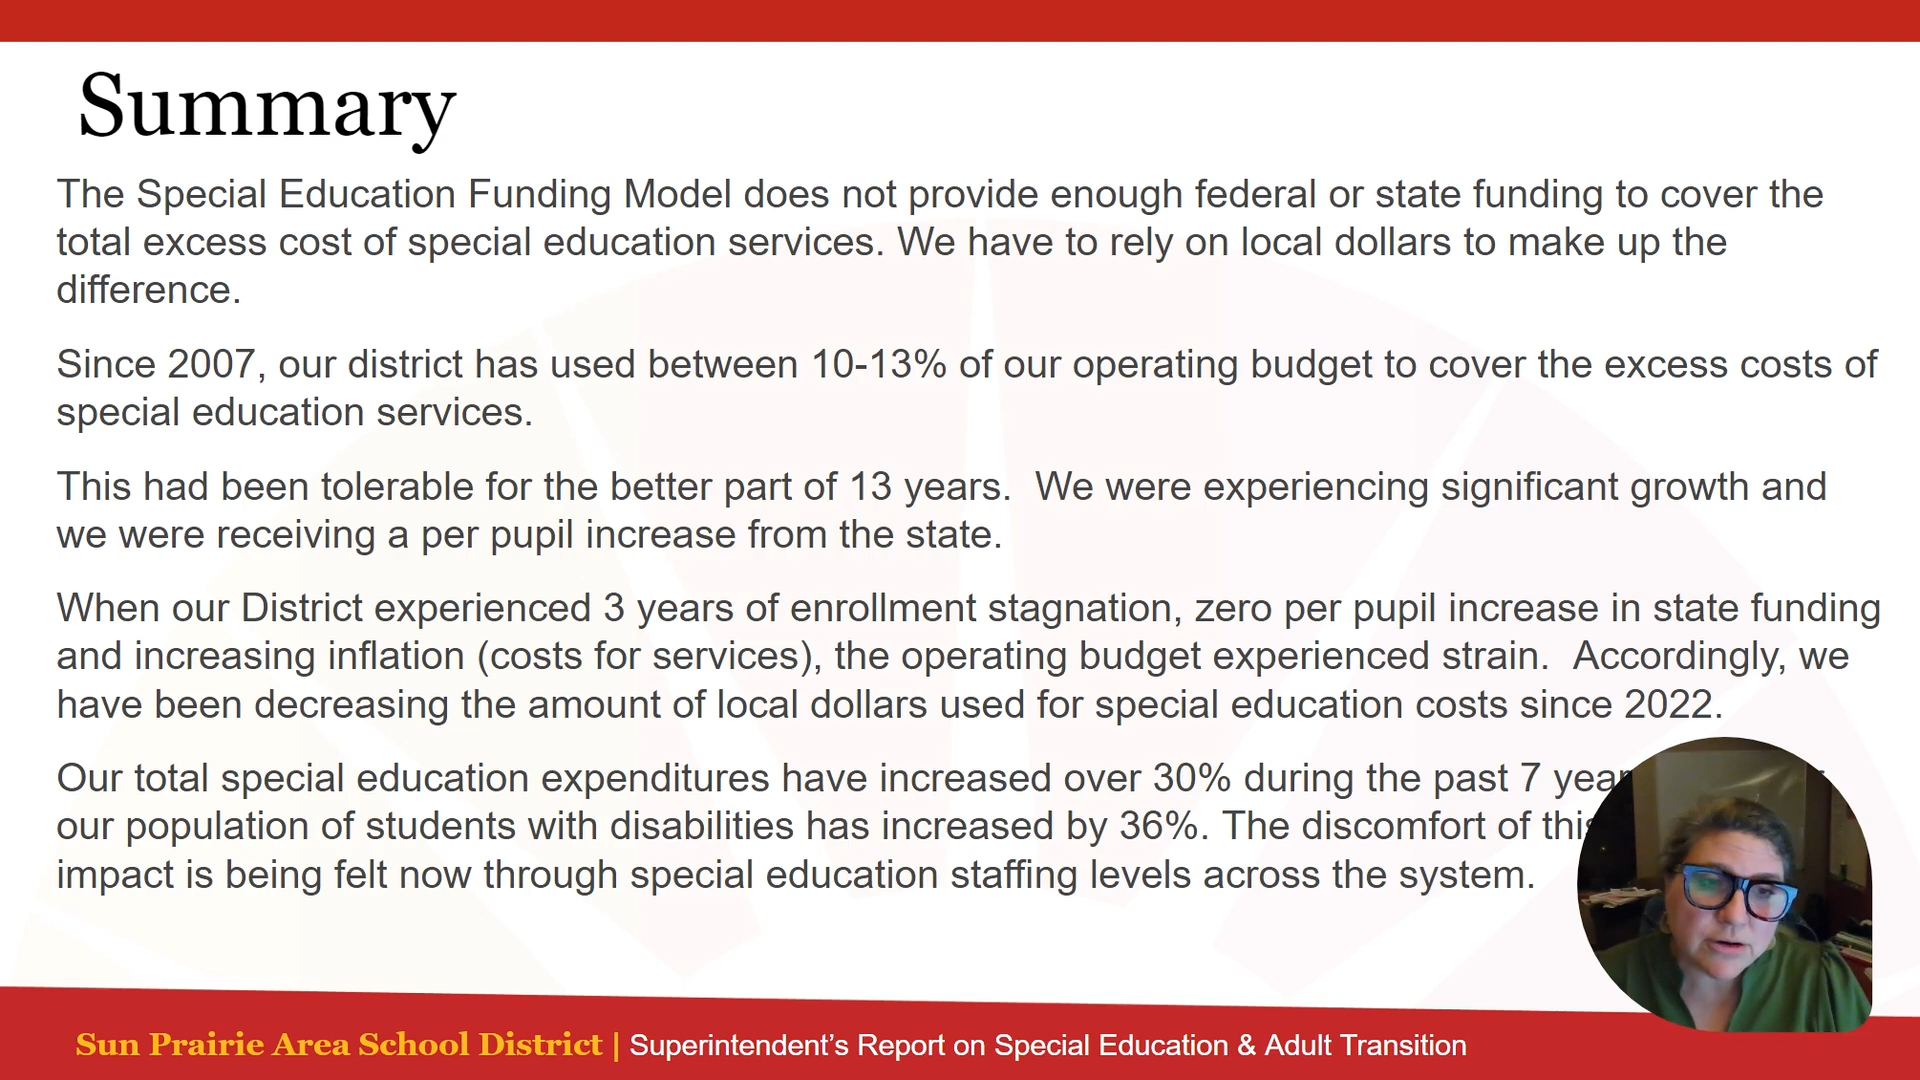 Summary
The Special Education Funding Model does not provide enough federal or state funding to cover the
total excess cost of special education services. We have to rely on local dollars to make up the
difference.
Since 2007, our district has used between 10-13% of our operating budget to cover the excess costs of
special education services.
This had been tolerable for the better part of 13 years.  We were experiencing significant growth and
we were receiving a per pupil increase from the state.
When our District experienced 3 years of enrollment stagnation, zero per pupil increase in state funding
and increasing inflation (costs for services), the operating budget experienced strain.  Accordingly, we
have been decreasing the amount of local dollars used for special education costs since 2022.
Our total special education expenditures have increased over 30% during the past 7
our population of students with disabilities has increased by 36%. The discomfort of this
impact is being felt now through special education staffing levels across the system.
Sun Prairie Area School District | Superintendent’s Report on Special Education & Adult Transition